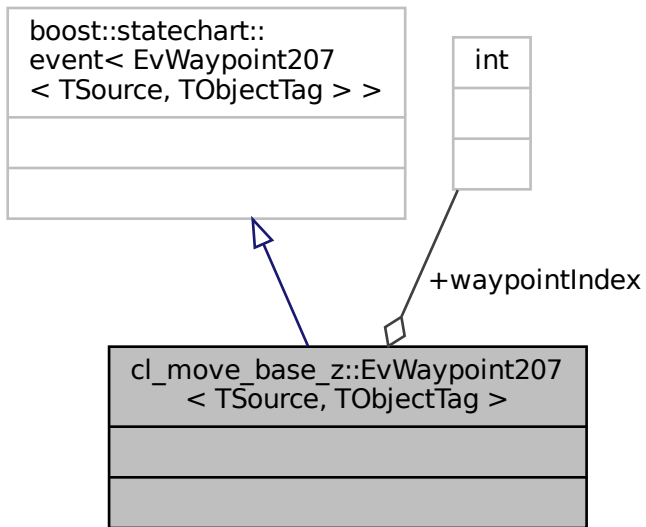 boost::statechart::
event< EvWaypoint207
< TSource, TObjectTag > >
int
+waypointIndex
cl_move_base_z::EvWaypoint207
< TSource, TObjectTag >